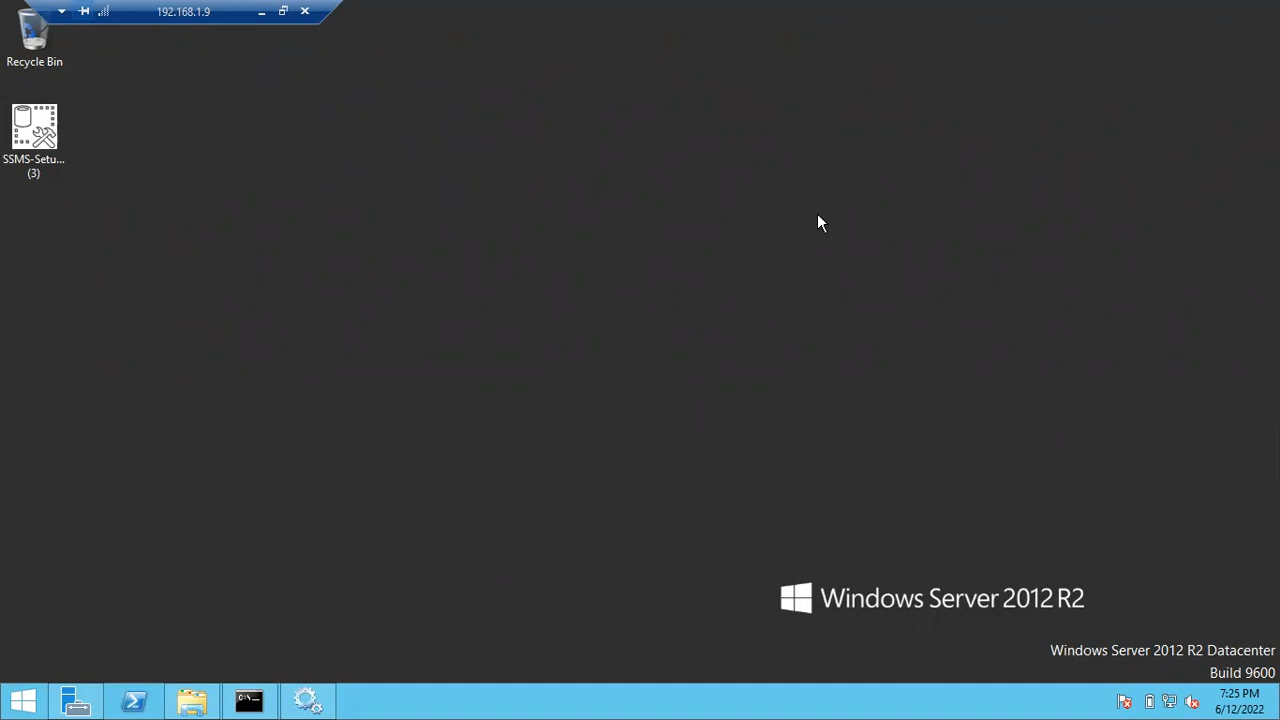 192.168.1.9
Recycle Bin
SSMS-Setu...
(3)
Windows Server 2012 R2
Windows Server 2012 R2 Datacenter
Build 9600
7:25 PM
6/12/2022